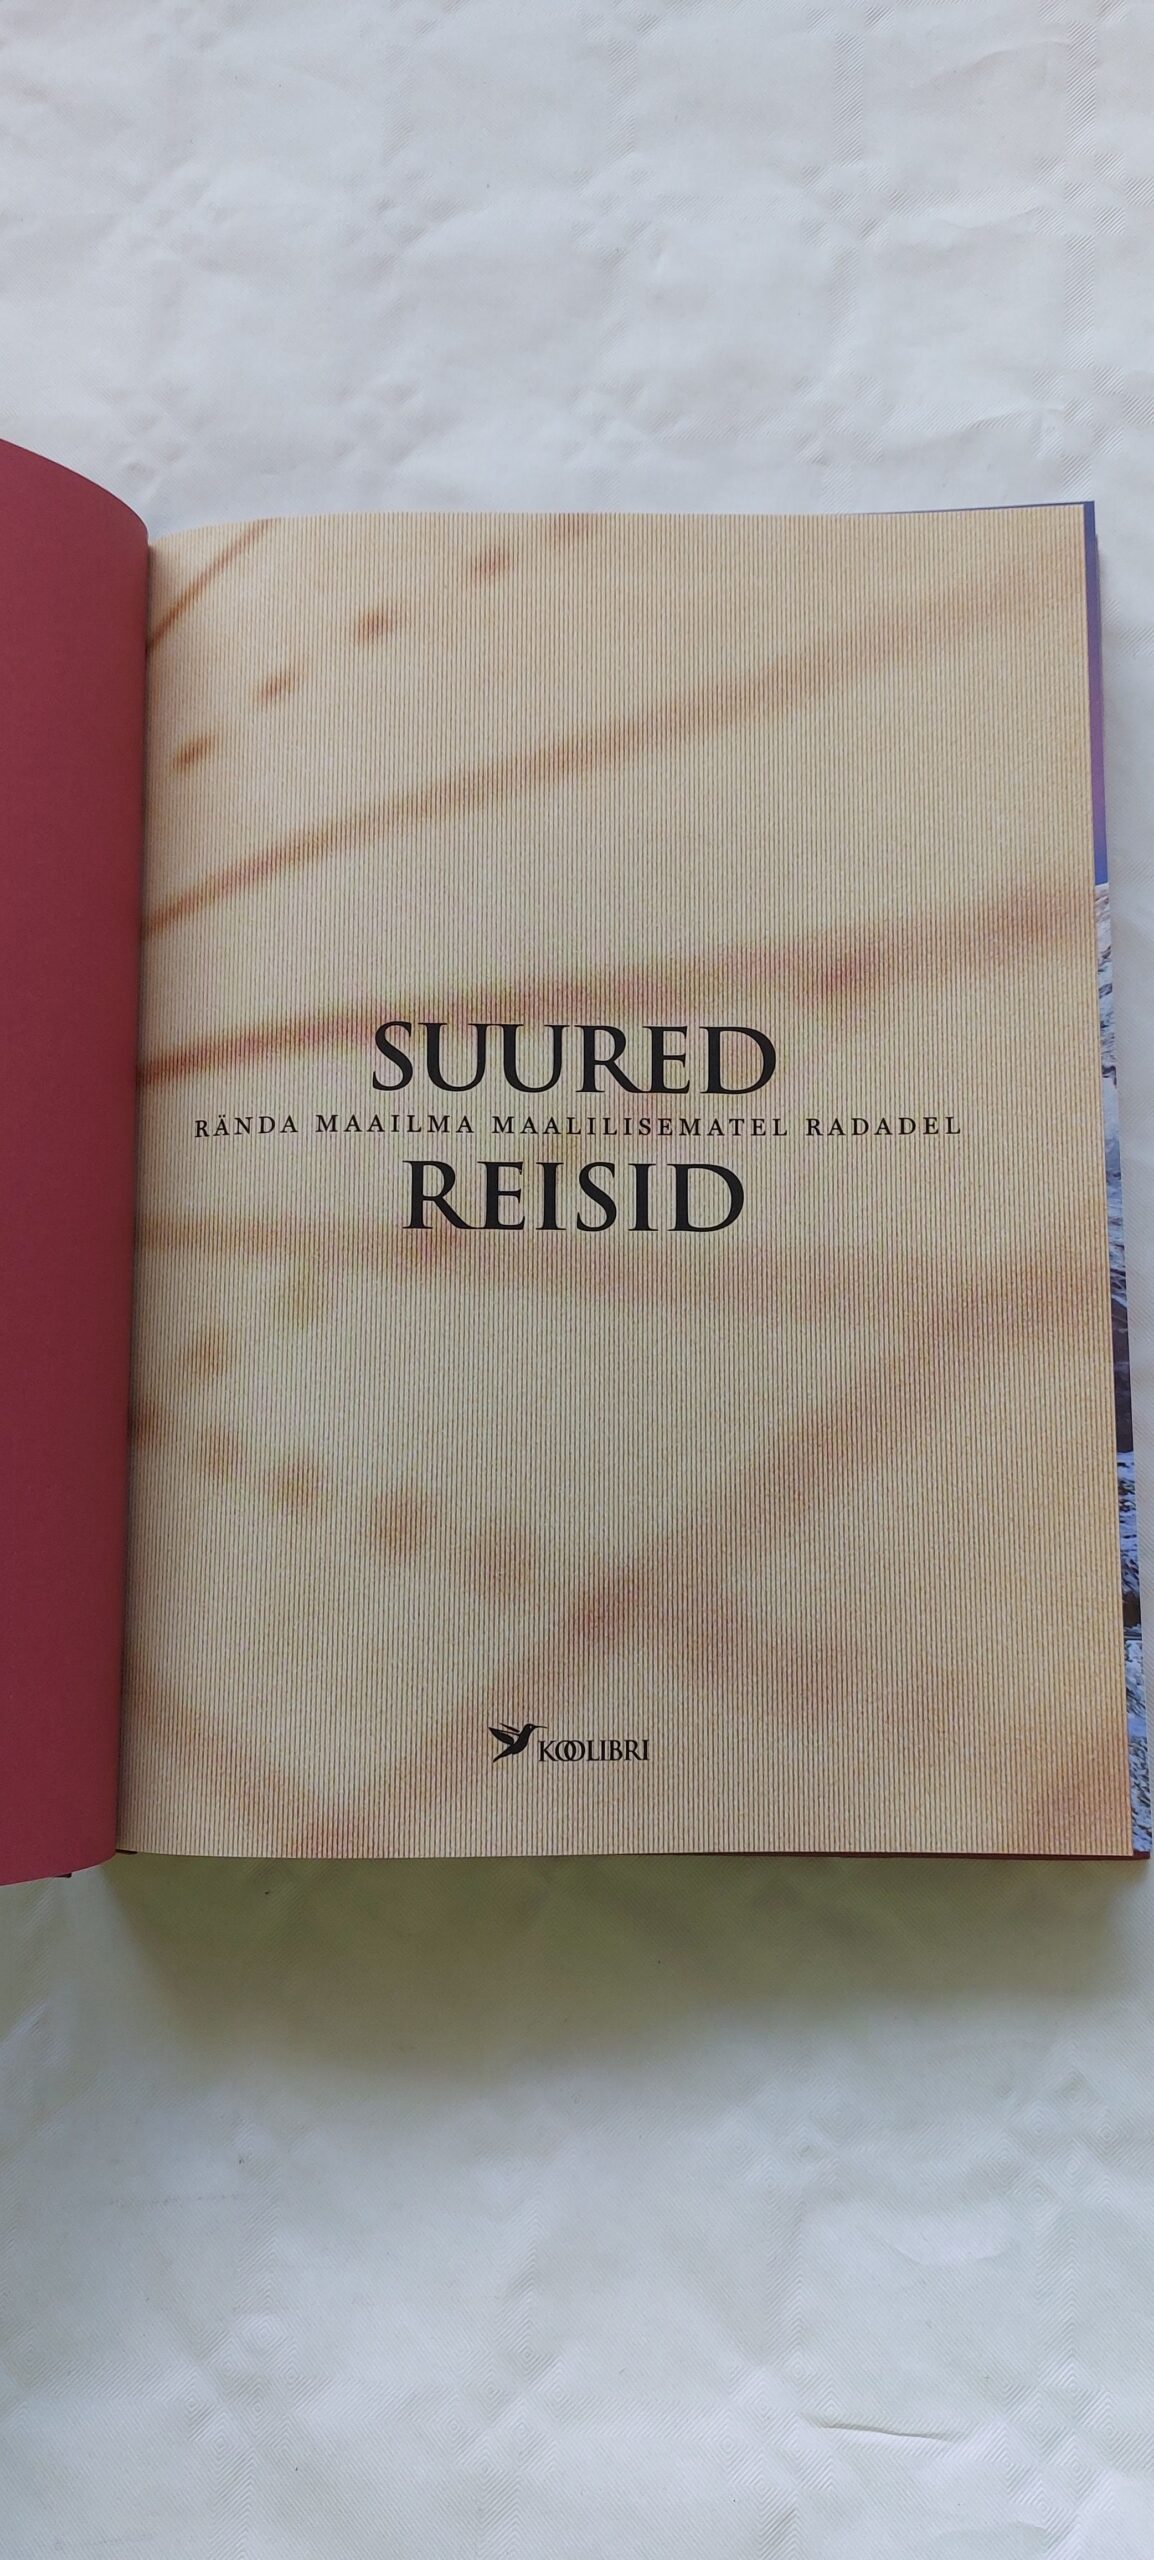 SUURED
RÄNDA MAAILMA MAALILISEMATEL RADADEL
REISID
KOOLIBRI